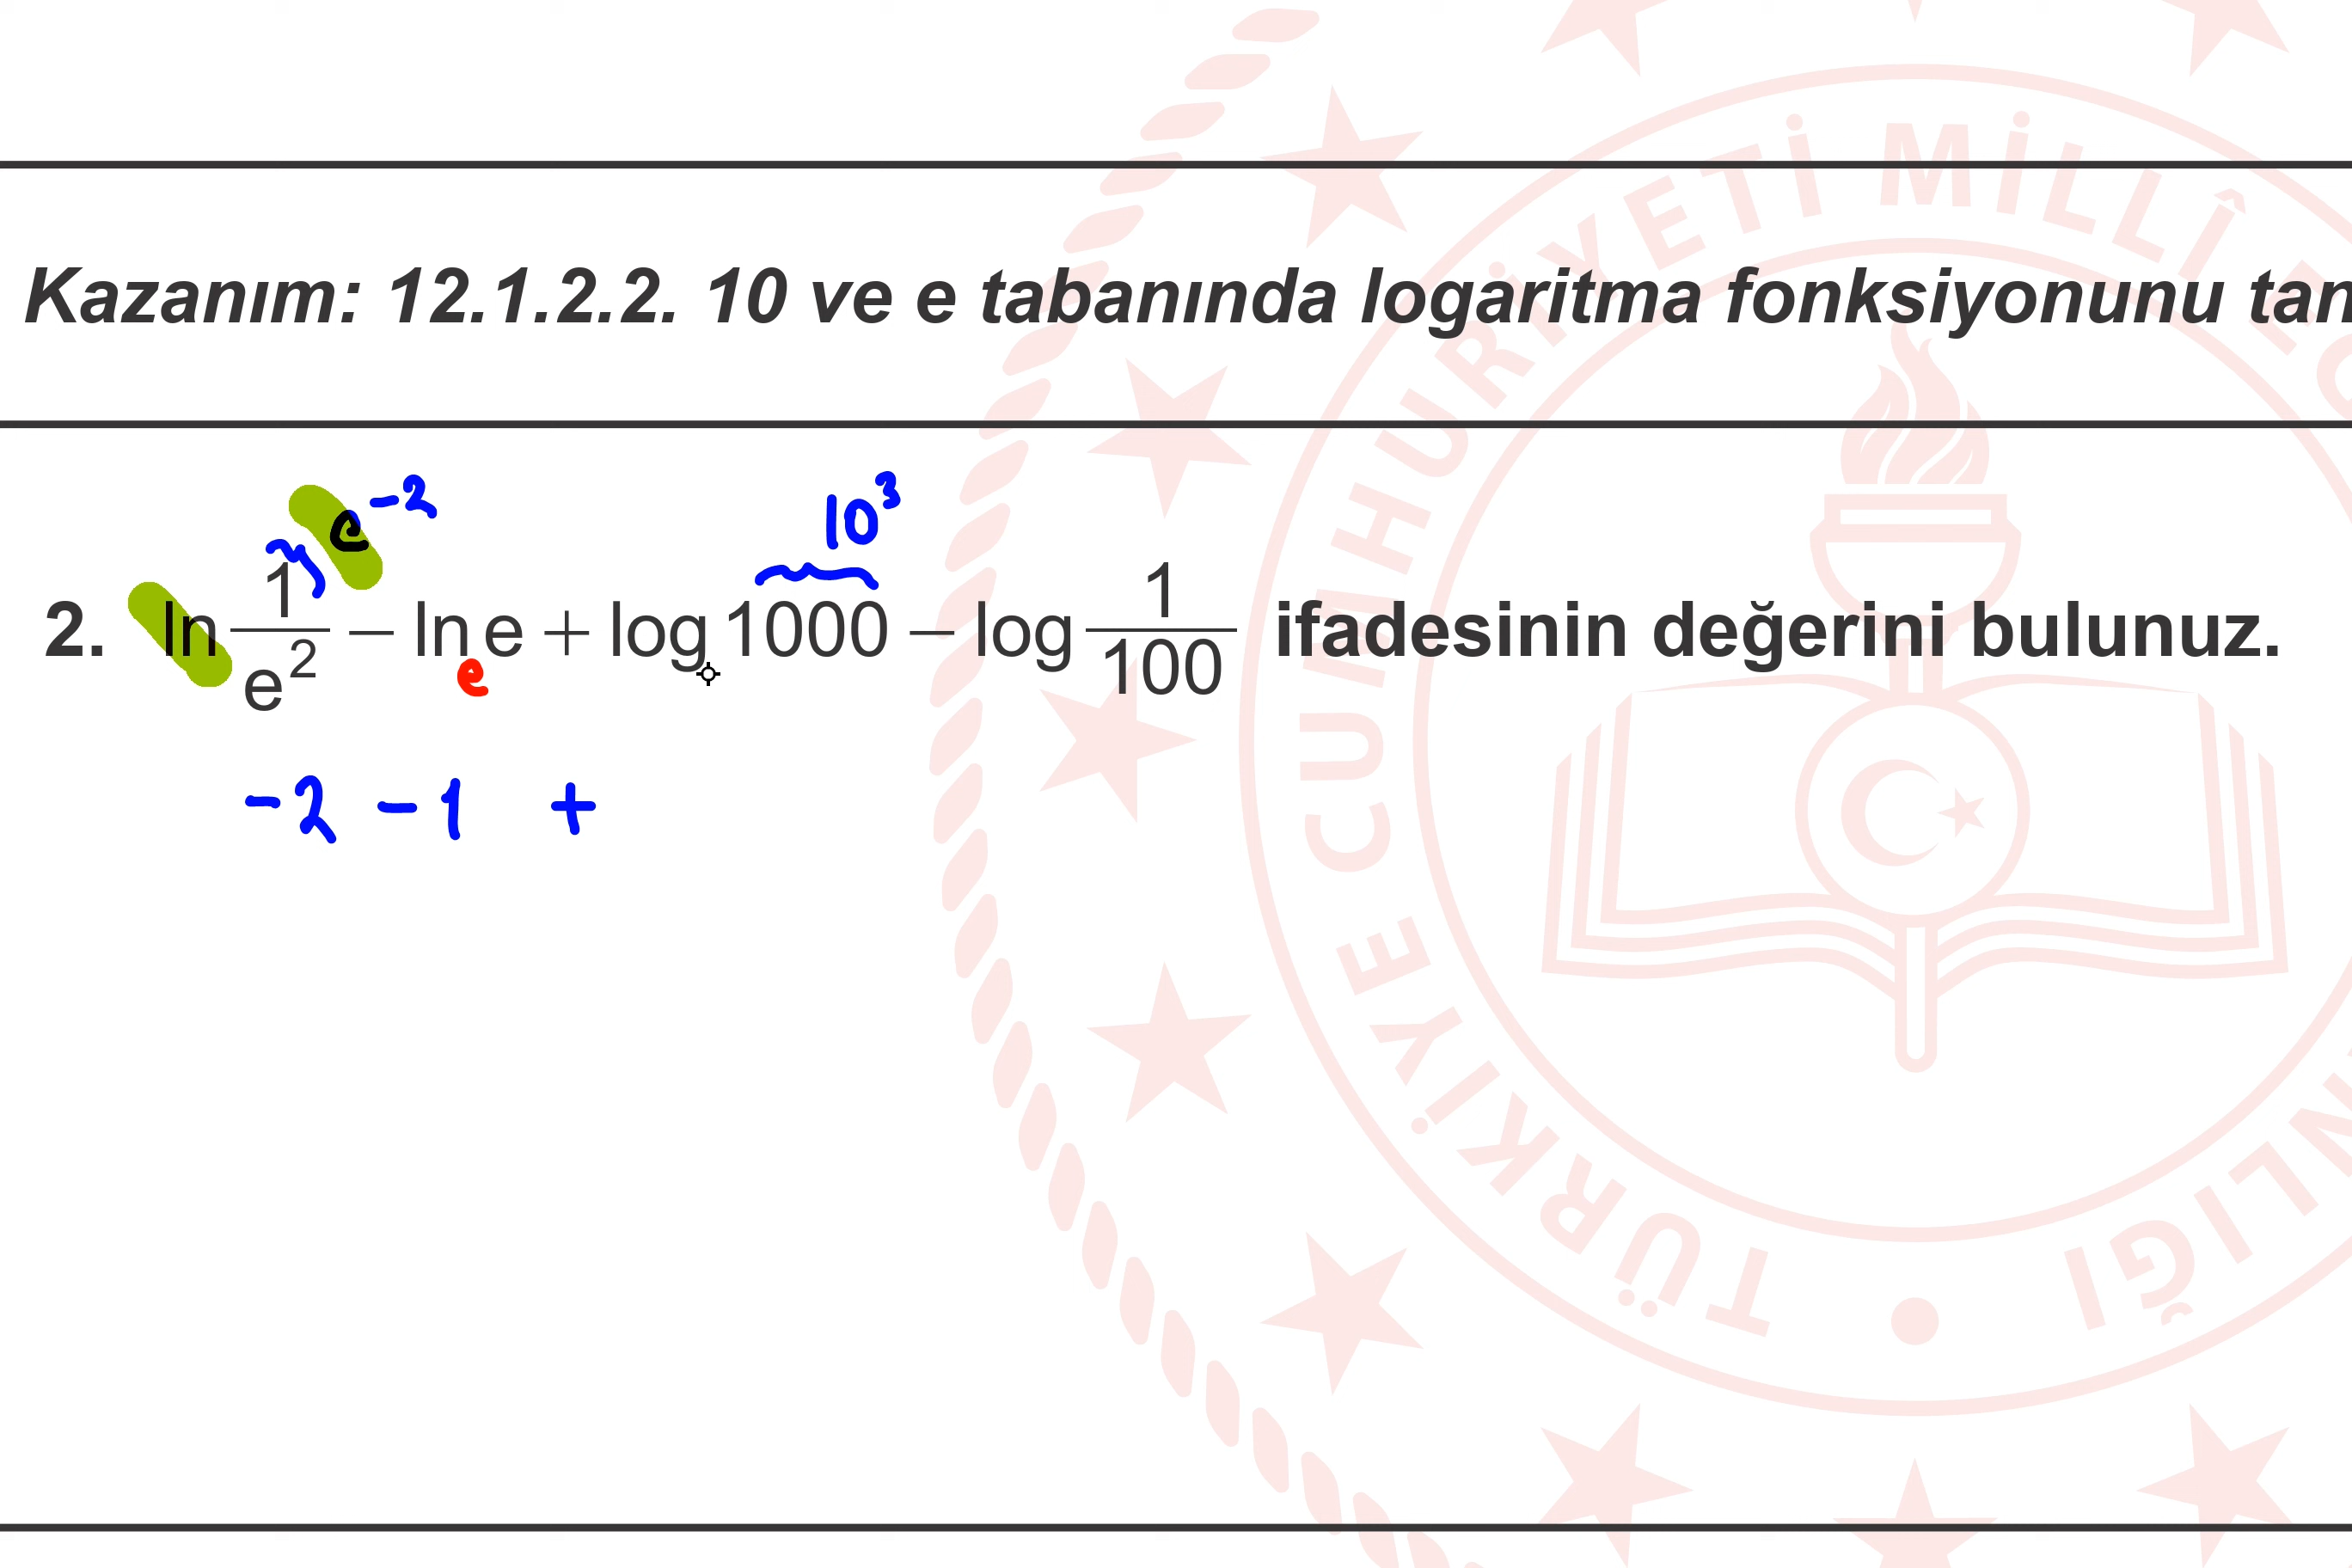 TÜRKİYE CUMHURİYETİ MİLLÎ
Kazanım: 12.1.2.2. 10 ve e tabanında logaritma fonksiyonunu tan
e⁻² 10³
2. ln 1/e² − ln e + log 1000 − log 1/100 ifadesinin değerini bulunuz.
e
-2 -1 +